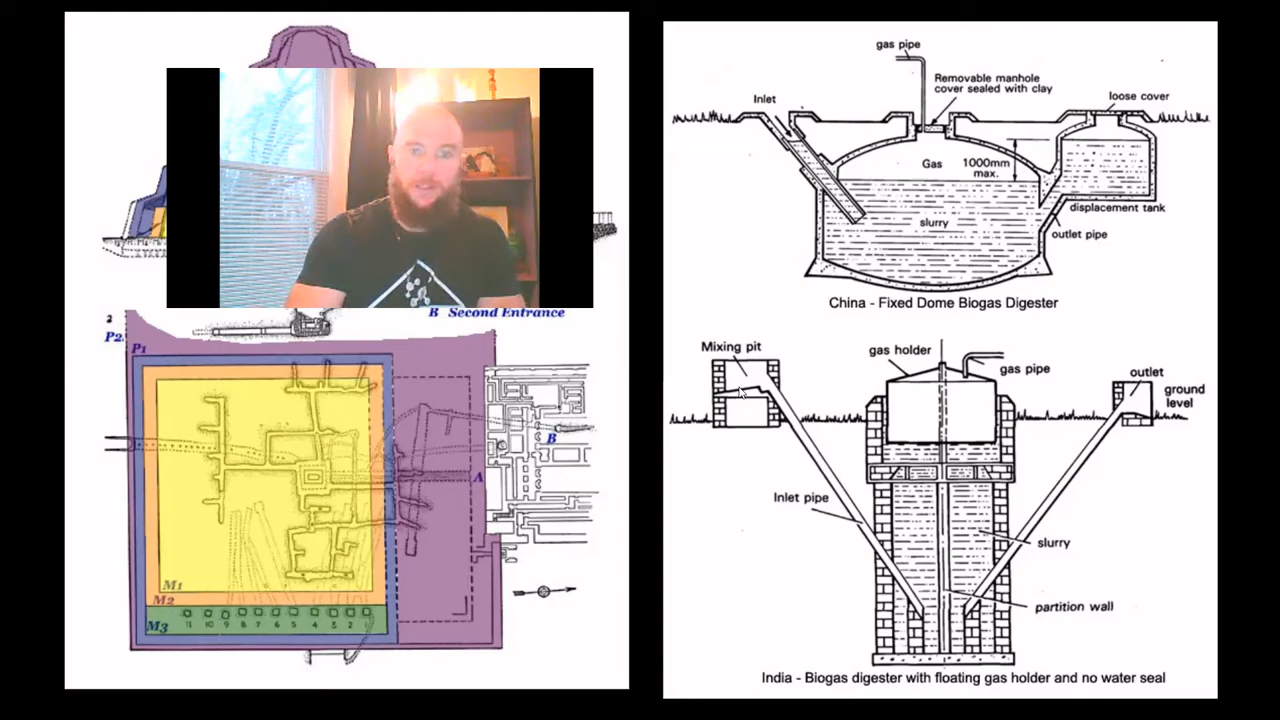 B Second Entrance
2
P2.
P1
B
A
M1
M2
M3
11 10 9 8 7 6 5 4 3 2 1
gas pipe
Removable manhole
cover sealed with clay
Inlet
loose cover
Gas
1000mm
max.
slurry
displacement tank
outlet pipe
China - Fixed Dome Biogas Digester
Mixing pit
gas holder
gas pipe
outlet
ground
level
Inlet pipe
slurry
partition wall
India - Biogas digester with floating gas holder and no water seal